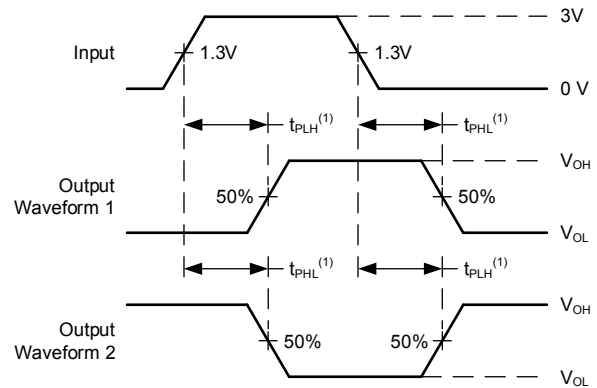 3V
Input
1.3V
1.3V
0 V
tPLH(1)
tPHL(1)
VOH
Output
Waveform 1
50%
50%
VOL
tPHL(1)
tPLH(1)
VOH
Output
Waveform 2
50%
50%
VOL